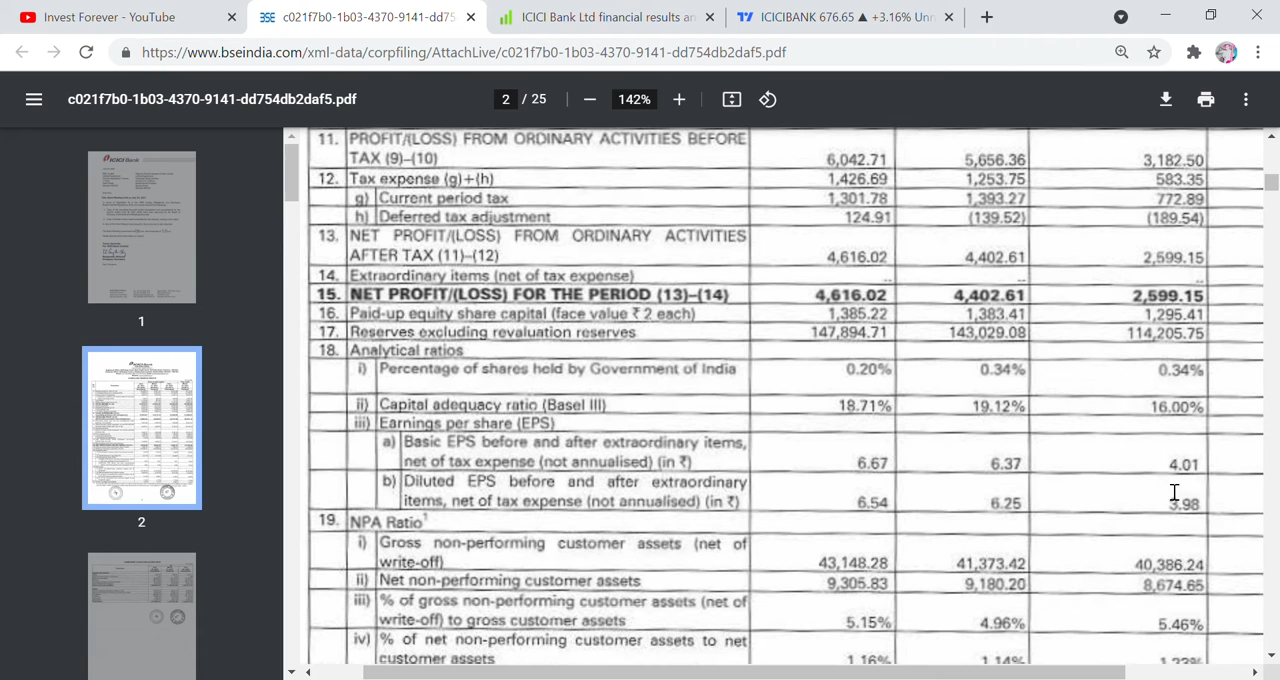 Invest Forever - YouTube
c021f7b0-1b03-4370-9141-dd75
ICICI Bank Ltd financial results an
ICICIBANK 676.65 ▲ +3.16% Unn
https://www.bseindia.com/xml-data/corpfiling/AttachLive/c021f7b0-1b03-4370-9141-dd754db2daf5.pdf
c021f7b0-1b03-4370-9141-dd754db2daf5.pdf
2 / 25
142%
1
2
11. PROFIT/(LOSS) FROM ORDINARY ACTIVITIES BEFORE
TAX (9)–(10) 6,042.71 5,656.36 3,182.50
12. Tax expense (g)+(h) 1,426.69 1,253.75 583.35
g) Current period tax 1,301.78 1,393.27 772.89
h) Deferred tax adjustment 124.91 (139.52) (189.54)
13. NET PROFIT/(LOSS) FROM ORDINARY ACTIVITIES
AFTER TAX (11)–(12) 4,616.02 4,402.61 2,599.15
14. Extraordinary items (net of tax expense) .. .. ..
15. NET PROFIT/(LOSS) FOR THE PERIOD (13)–(14) 4,616.02 4,402.61 2,599.15
16. Paid-up equity share capital (face value ₹ 2 each) 1,385.22 1,383.41 1,295.41
17. Reserves excluding revaluation reserves 147,894.71 143,029.08 114,205.75
18. Analytical ratios
i) Percentage of shares held by Government of India 0.20% 0.34% 0.34%
ii) Capital adequacy ratio (Basel III) 18.71% 19.12% 16.00%
iii) Earnings per share (EPS)
a) Basic EPS before and after extraordinary items,
net of tax expense (not annualised) (in ₹) 6.67 6.37 4.01
b) Diluted EPS before and after extraordinary
items, net of tax expense (not annualised) (in ₹) 6.54 6.25 3.98
19. NPA Ratio¹
i) Gross non-performing customer assets (net of
write-off) 43,148.28 41,373.42 40,386.24
ii) Net non-performing customer assets 9,305.83 9,180.20 8,674.65
iii) % of gross non-performing customer assets (net of
write-off) to gross customer assets 5.15% 4.96% 5.46%
iv) % of net non-performing customer assets to net
customer assets 1.16% 1.14% 1.23%